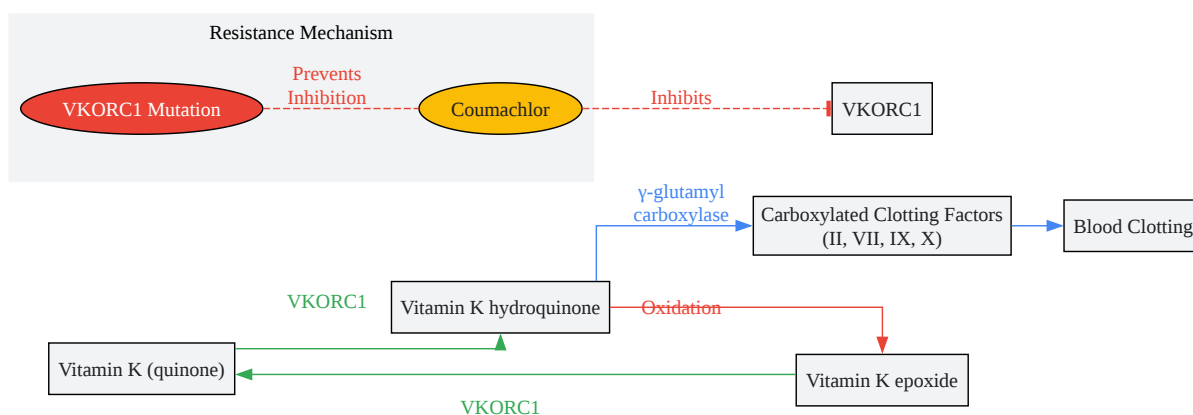 Resistance Mechanism
VKORC1 Mutation
Prevents
Inhibition
Coumachlor
Inhibits
VKORC1
γ-glutamyl
carboxylase
Carboxylated Clotting Factors
(II, VII, IX, X)
Blood Clotting
VKORC1
Vitamin K hydroquinone
Oxidation
Vitamin K (quinone)
Vitamin K epoxide
VKORC1